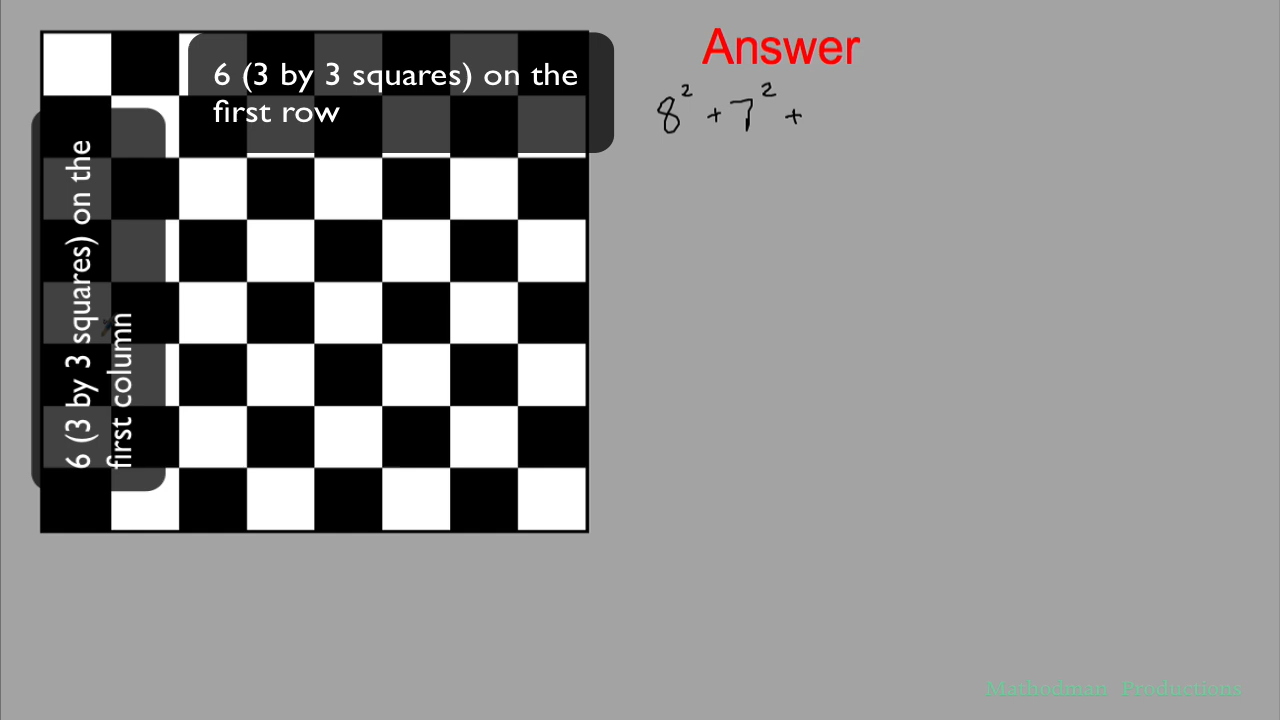 6 (3 by 3 squares) on the
first row
Answer
8² + 7² +
6 (3 by 3 squares) on the
first column
Mathodman Productions